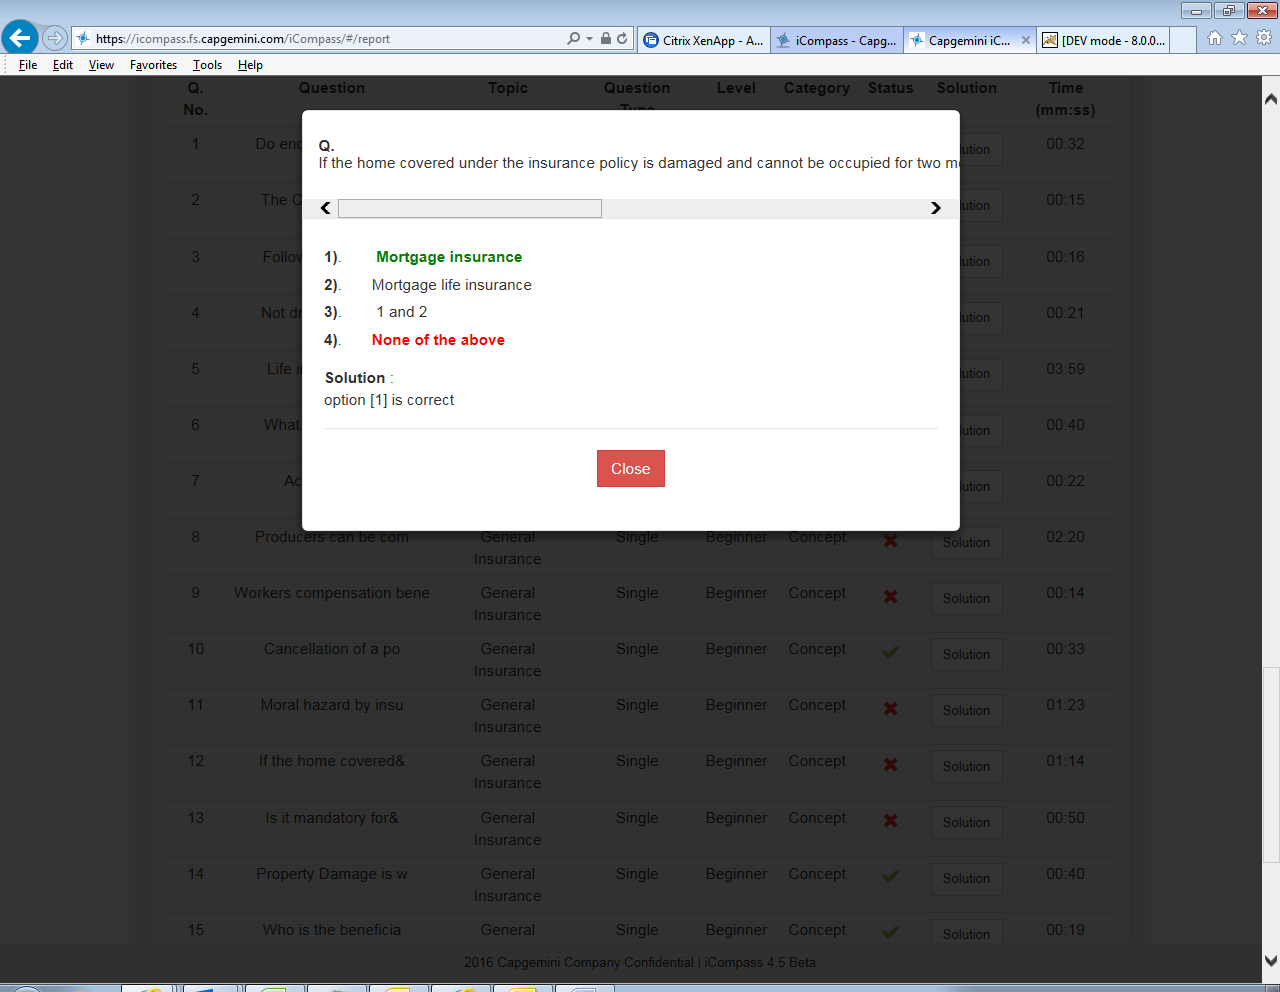 https://icompass.fs.capgemini.com/iCompass/#/report
Citrix XenApp - A...
iCompass - Capg...
Capgemini iC...
[DEV mode - 8.0.0...
File Edit View Favorites Tools Help
Q. No. Question Topic Question Level Category Status Solution Time (mm:ss)
Q.
If the home covered under the insurance policy is damaged and cannot be occupied for two
1). Mortgage insurance
2). Mortgage life insurance
3). 1 and 2
4). None of the above
Solution :
option [1] is correct
Close
1 Do 00:32
2 The 00:15
3 00:16
4 Not 00:21
5 Life 03:59
6 What 00:40
7 00:22
8 Producers can be com General Insurance Single Beginner Concept Solution 02:20
9 Workers compensation bene General Insurance Single Beginner Concept Solution 00:14
10 Cancellation of a po General Insurance Single Beginner Concept Solution 00:33
11 Moral hazard by insu General Insurance Single Beginner Concept Solution 01:23
12 If the home covered& General Insurance Single Beginner Concept Solution 01:14
13 Is it mandatory for& General Insurance Single Beginner Concept Solution 00:50
14 Property Damage is w General Insurance Single Beginner Concept Solution 00:40
15 Who is the beneficia General Single Beginner Concept Solution 00:19
2016 Capgemini Company Confidential | iCompass 4.5 Beta